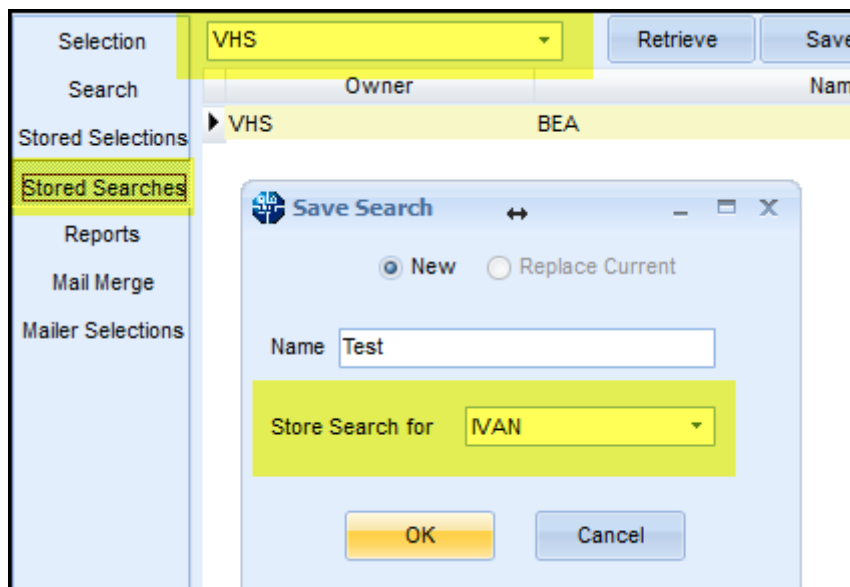 Selection
VHS
Retrieve
Save
Search
Owner
Nam
Stored Selections
VHS
BEA
Stored Searches
Save Search
Reports
New
Replace Current
Mail Merge
Mailer Selections
Name
Test
Store Search for
IVAN
OK
Cancel